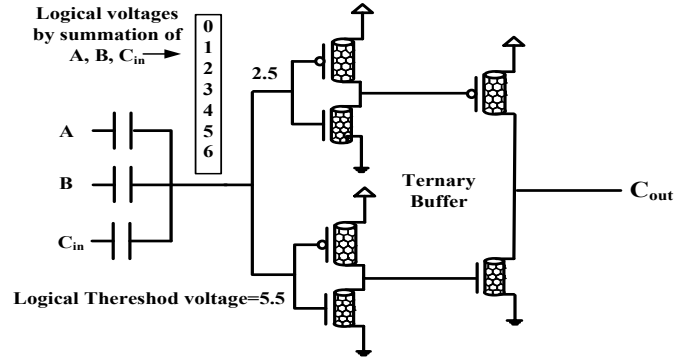 Logical voltages
by summation of
A, B, Cin
0
1
2
3
4
5
6
2.5
A
B
Cin
Ternary
Buffer
Cout
Logical Thereshod voltage=5.5